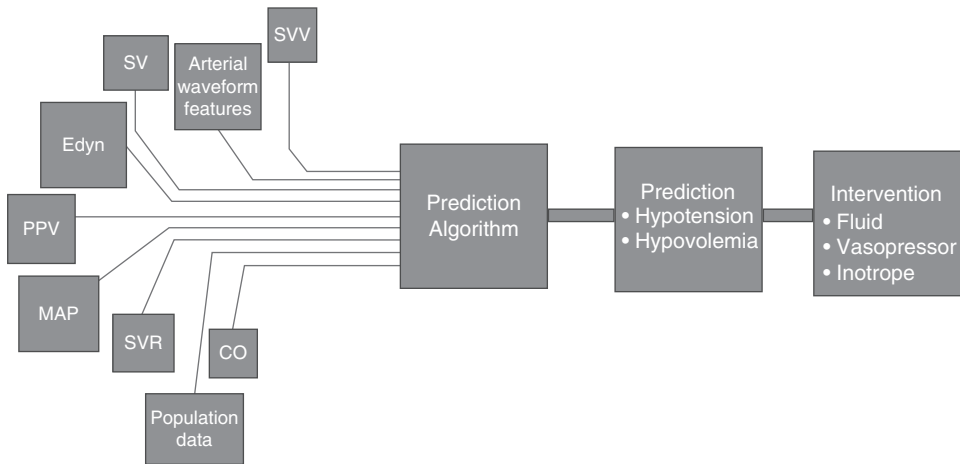 SVV
SV
Arterial
waveform
features
Edyn
PPV
MAP
SVR
CO
Population
data
Prediction
Algorithm
Prediction
• Hypotension
• Hypovolemia
Intervention
• Fluid
• Vasopressor
• Inotrope